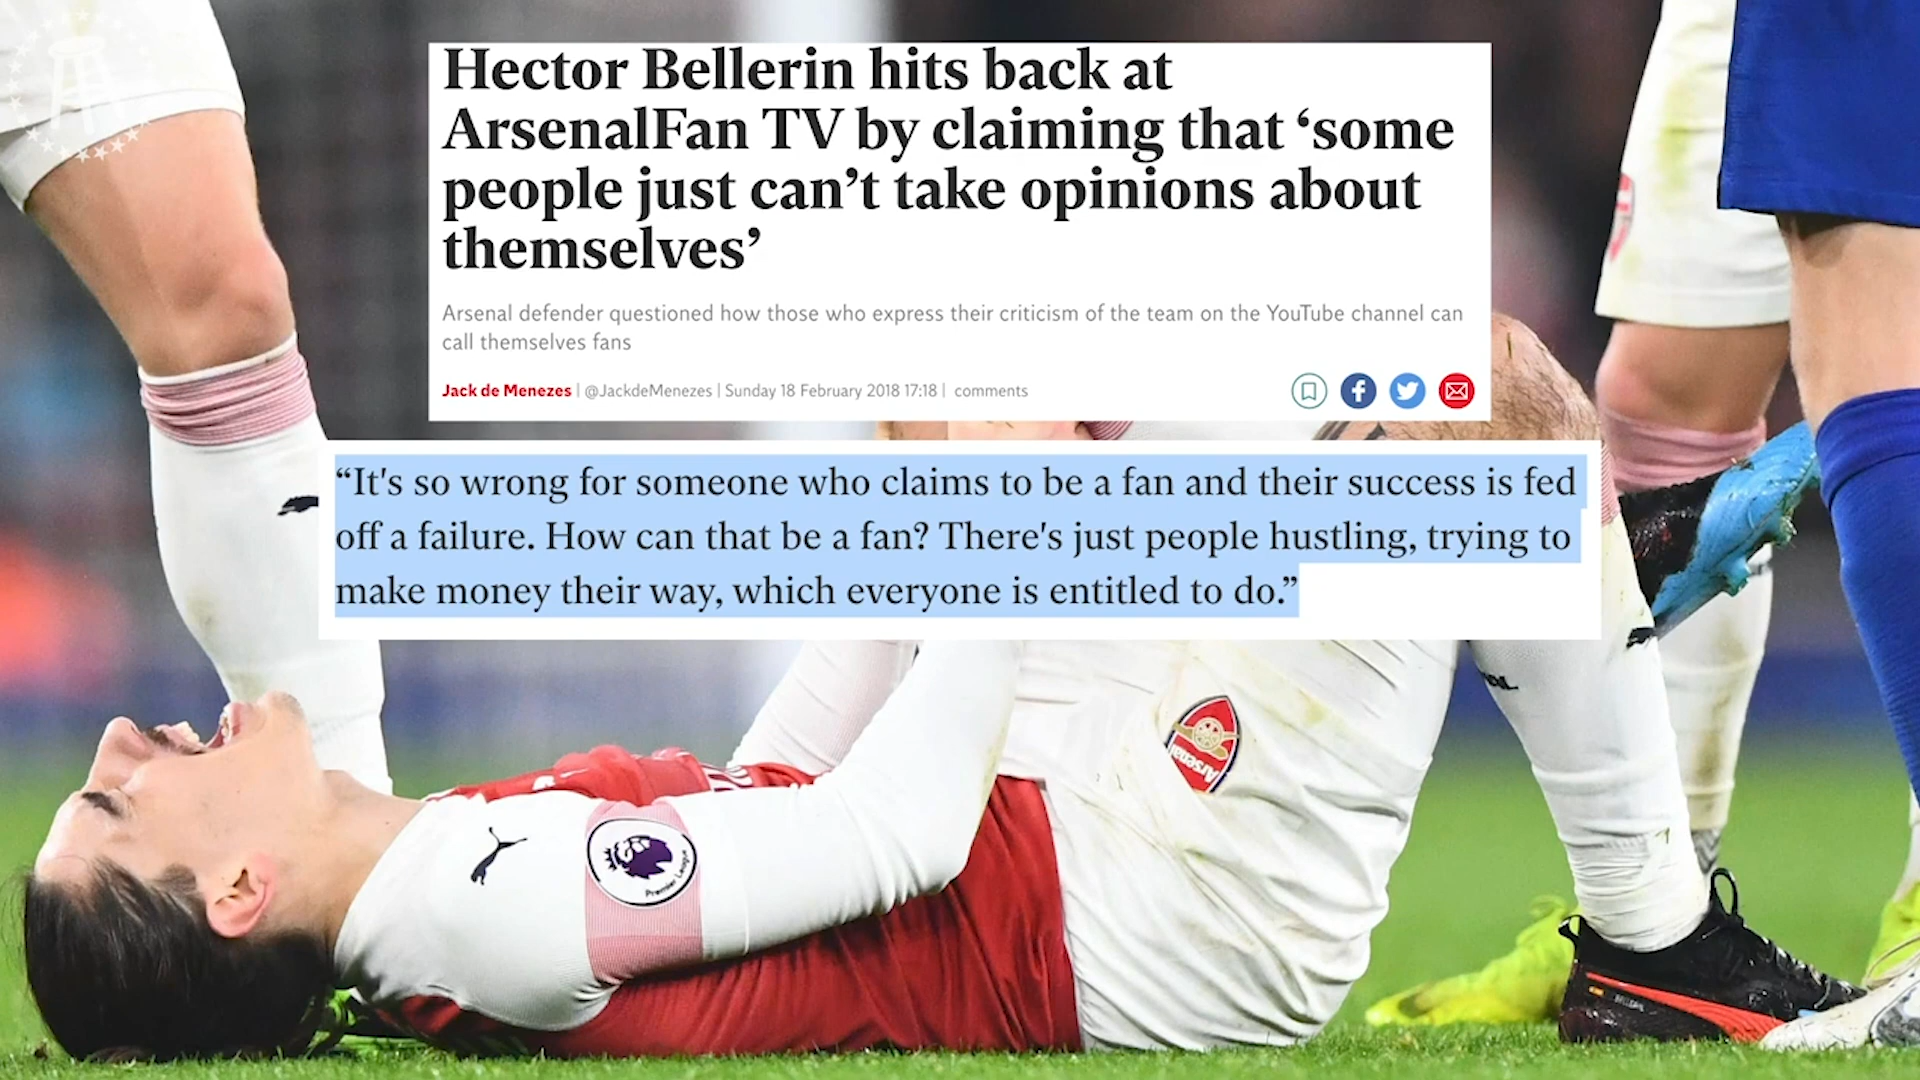 Hector Bellerin hits back at
ArsenalFan TV by claiming that ‘some
people just can’t take opinions about
themselves’
Arsenal defender questioned how those who express their criticism of the team on the YouTube channel can
call themselves fans
Jack de Menezes | @JackdeMenezes | Sunday 18 February 2018 17:18 | comments
“It's so wrong for someone who claims to be a fan and their success is fed
off a failure. How can that be a fan? There's just people hustling, trying to
make money their way, which everyone is entitled to do.”
Arsenal
Premier League